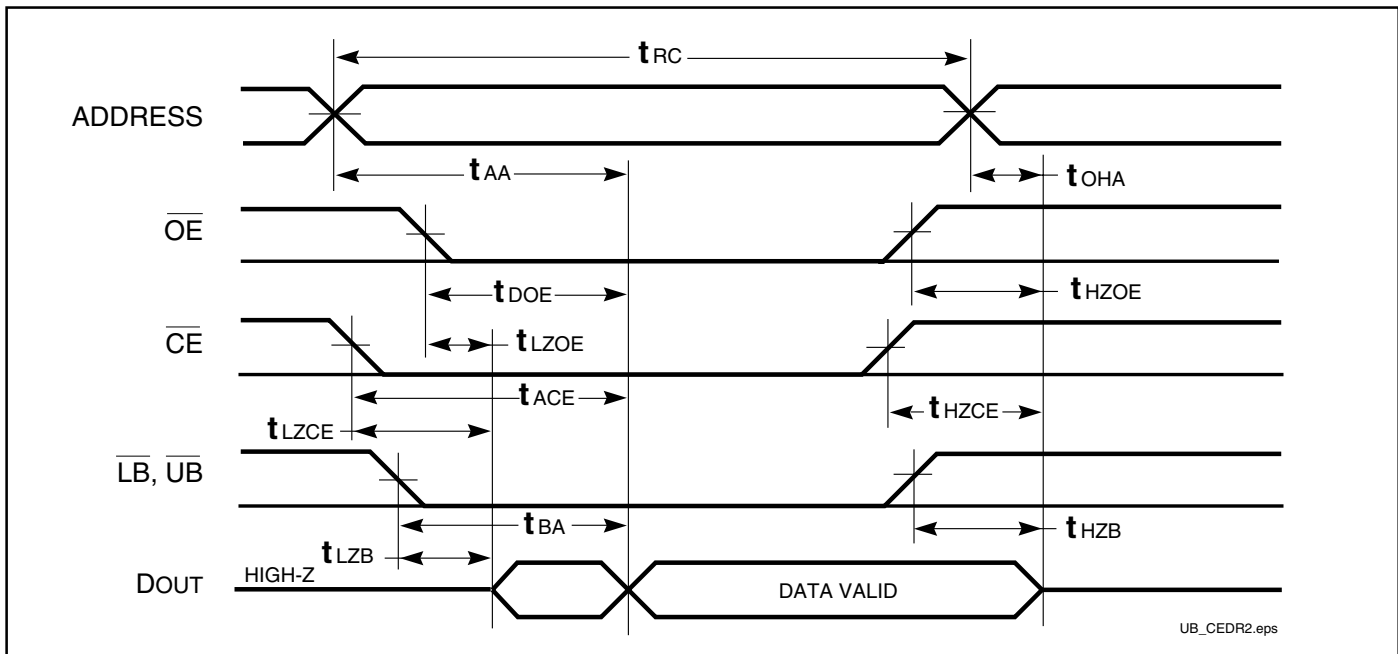 tRC
ADDRESS
tAA
tOHA
OE
tDOE
tHZOE
CE
tLZOE
tACE
tHZCE
tLZCE
LB, UB
tBA
tHZB
tLZB
DOUT
HIGH-Z
DATA VALID
UB_CEDR2.eps